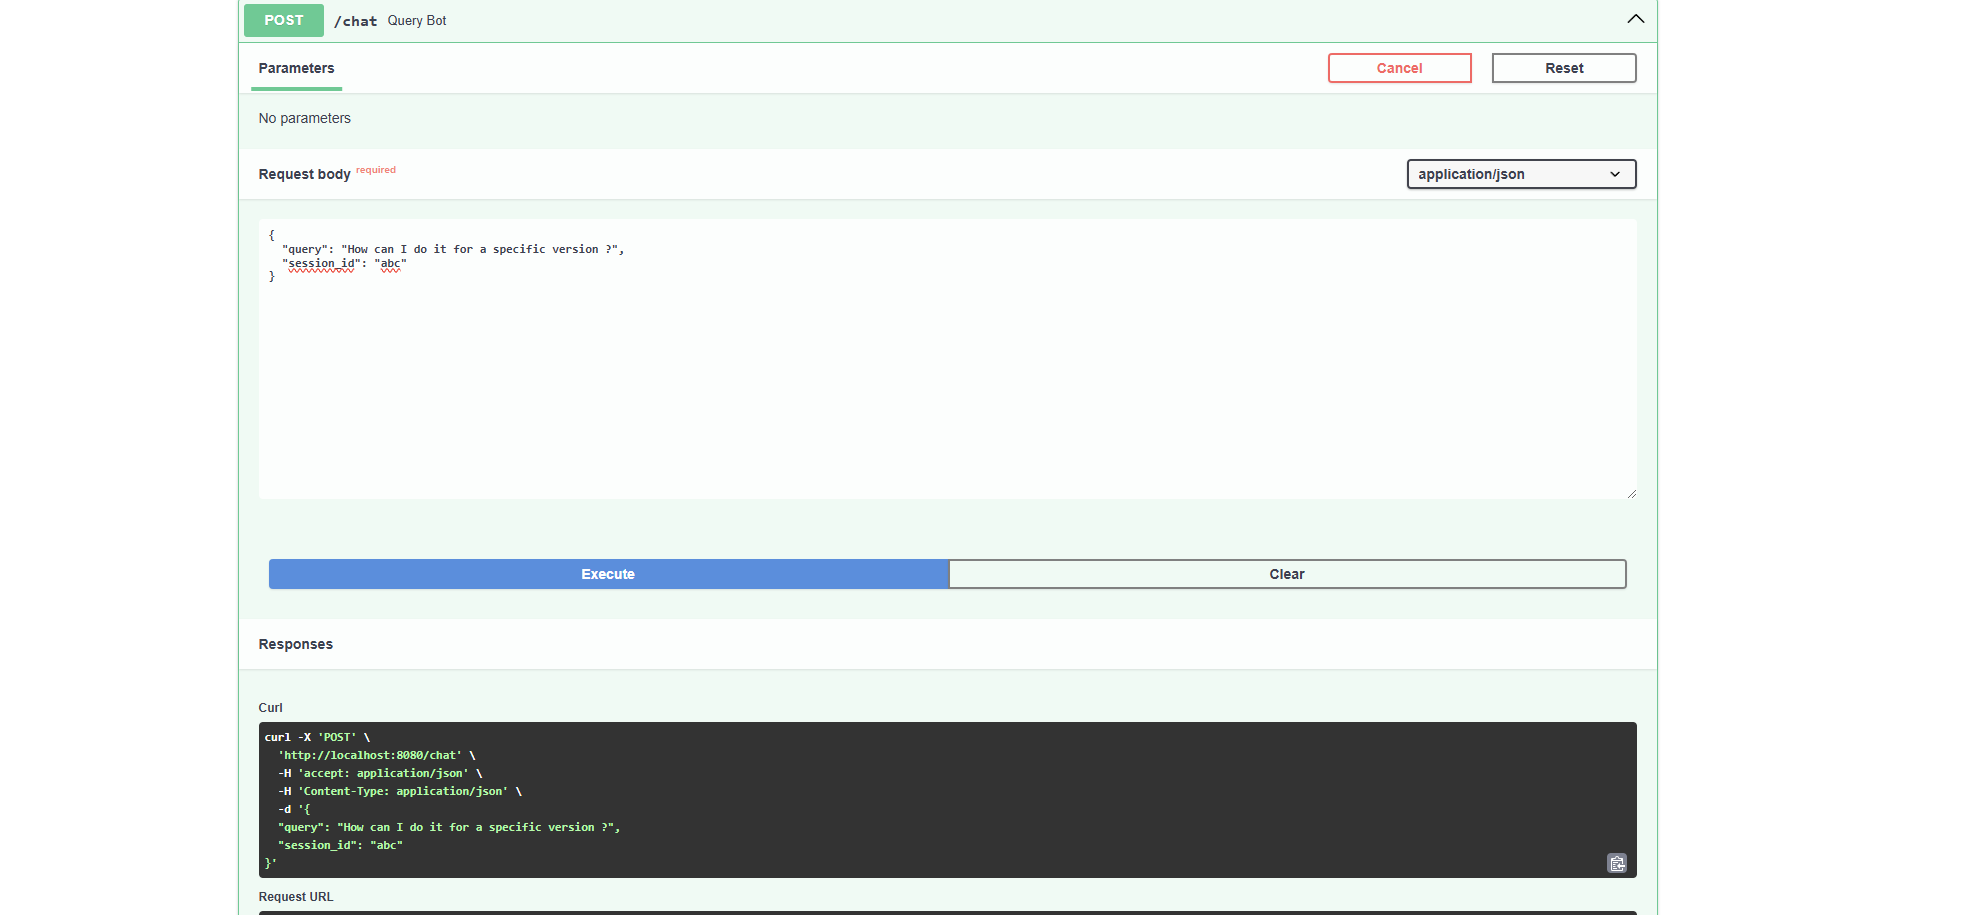 POST /chat Query Bot
Parameters
Cancel
Reset
No parameters
Request body required
application/json
{
  "query": "How can I do it for a specific version ?",
  "session_id": "abc"
}
Execute
Clear
Responses
Curl
curl -X 'POST' \
  'http://localhost:8080/chat' \
  -H 'accept: application/json' \
  -H 'Content-Type: application/json' \
  -d '{
  "query": "How can I do it for a specific version ?",
  "session_id": "abc"
}'
Request URL